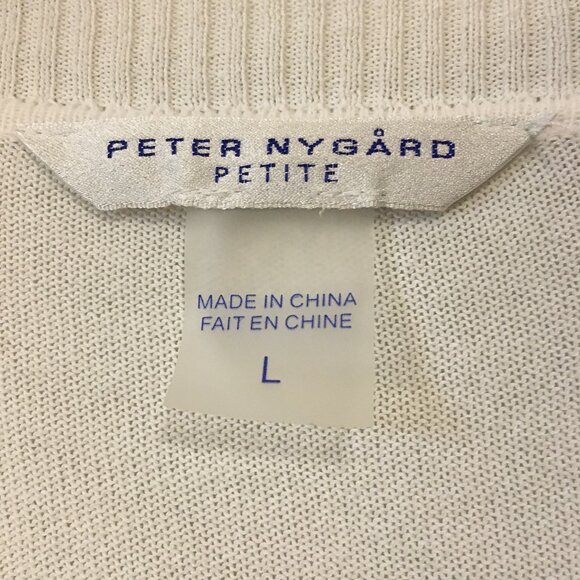 PETER NYGÅRD
PETITE
MADE IN CHINA
FAIT EN CHINE
L